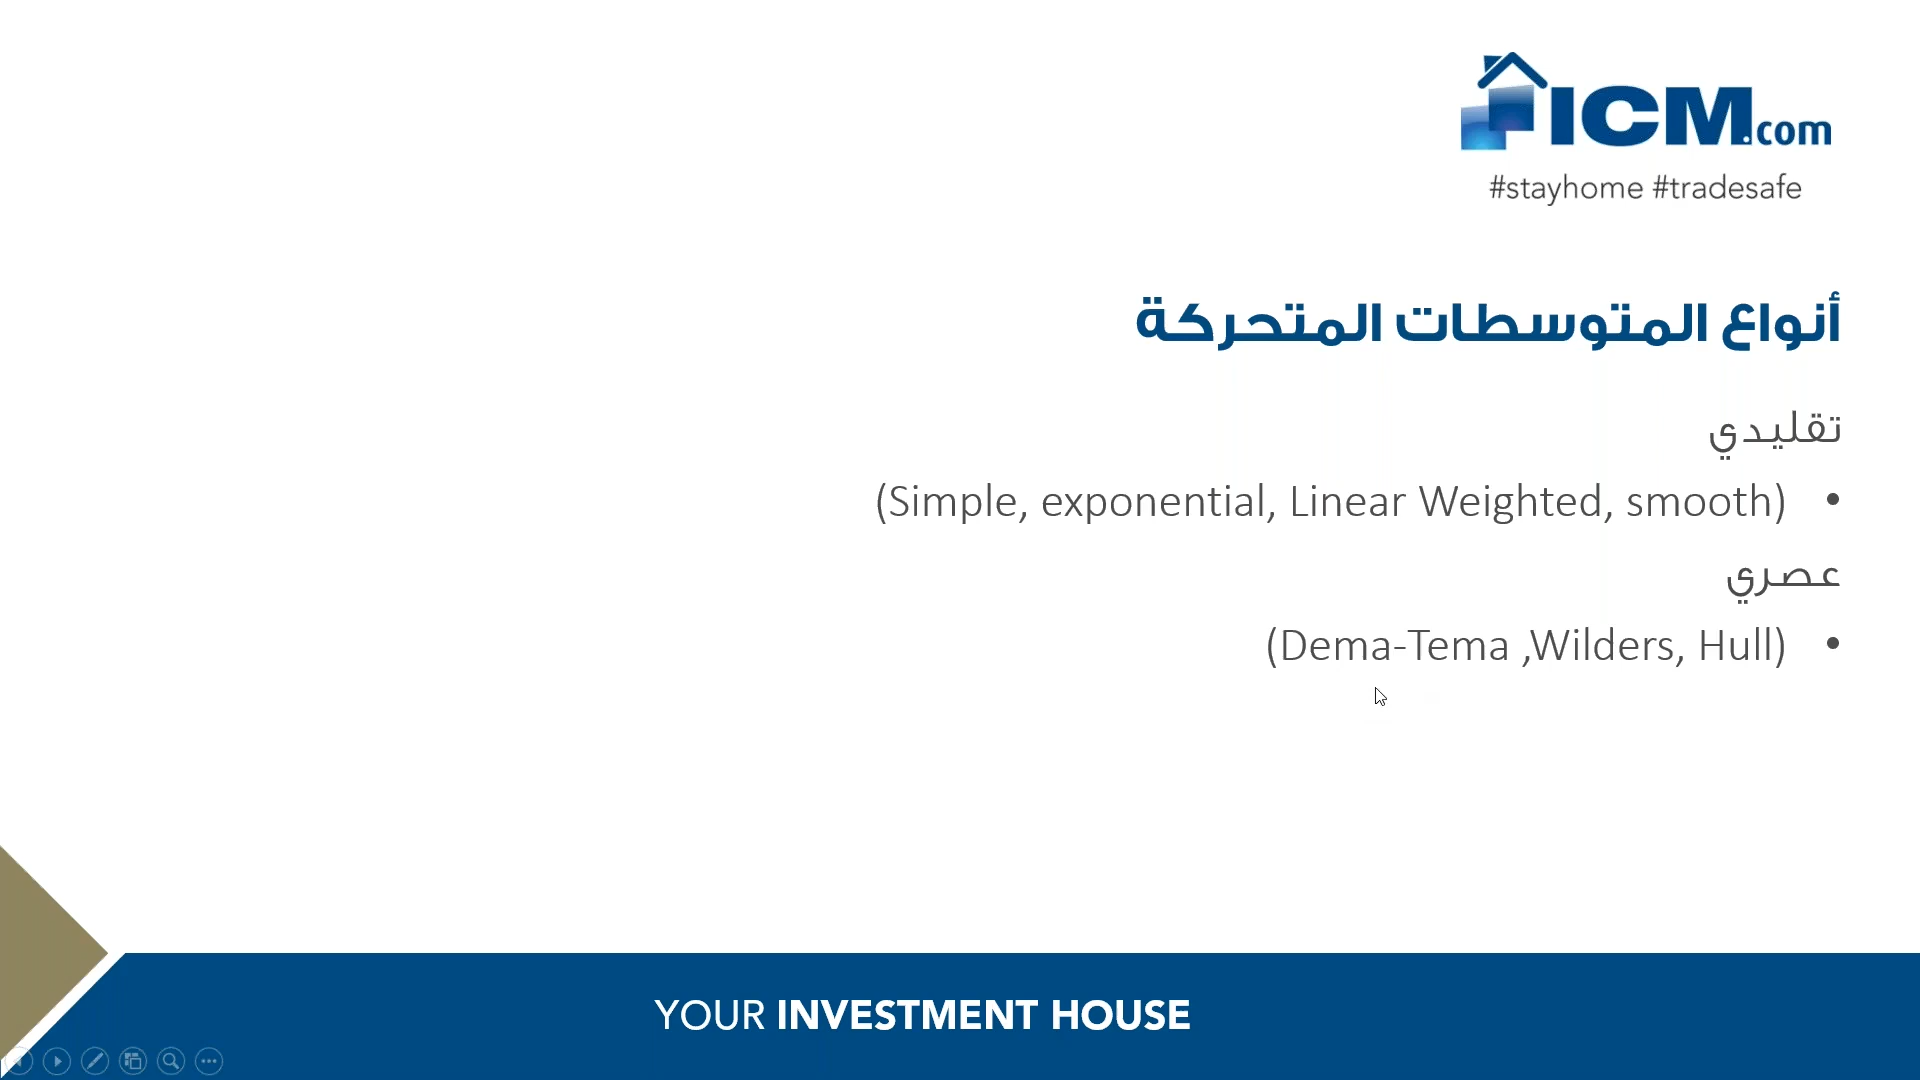 ICM.com
#stayhome #tradesafe
أنواع المتوسطات المتحركة
تقليدي
• (Simple, exponential, Linear Weighted, smooth)
عصري
• (Dema-Tema ,Wilders, Hull)
YOUR INVESTMENT HOUSE